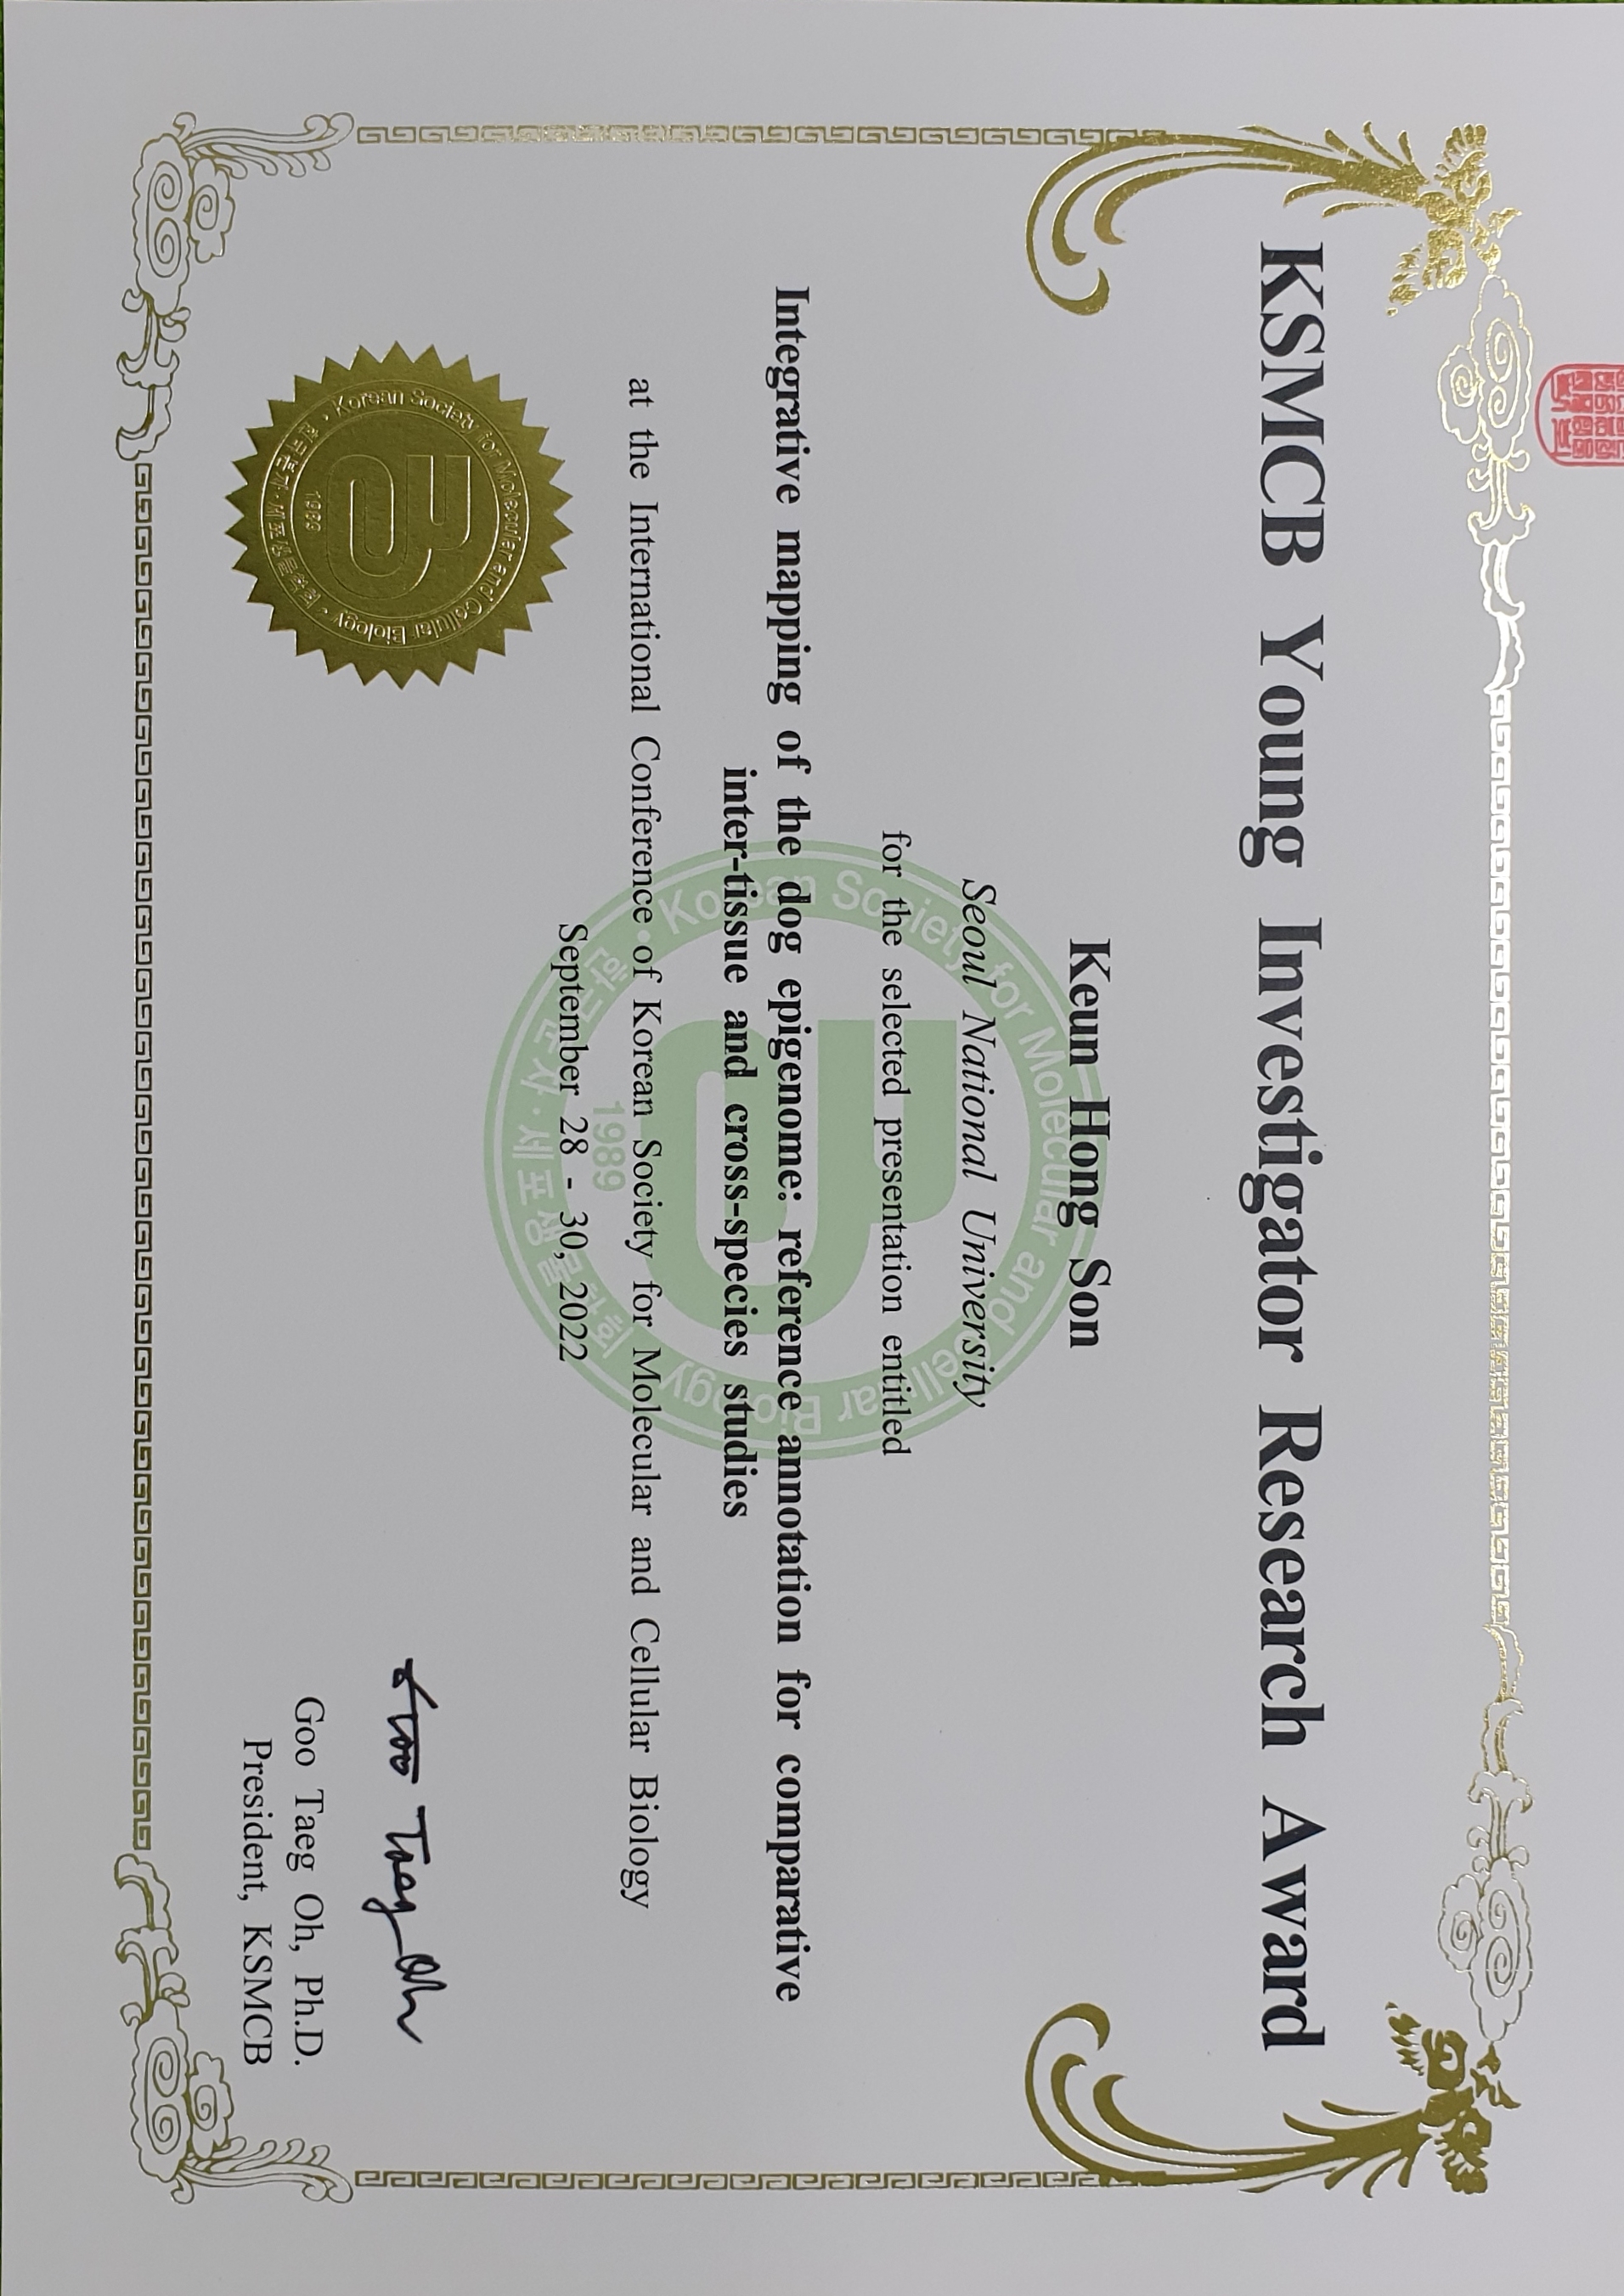 KSMCB Young Investigator Research Award
Keun Hong Son
Seoul National University
for the selected presentation entitled
Integrative mapping of the dog epigenome: reference annotation for comparative
inter-tissue and cross-species studies
at the International Conference of Korean Society for Molecular and Cellular Biology
September 28 - 30, 2022
Korean Society for Molecular and Cellular Biology
1989
한국분자·세포생물학회
Korean Society for Molecular and Cellular Biology
1989
한국분자·세포생물학회
Goo Taeg Oh
Goo Taeg Oh, Ph.D.
President, KSMCB